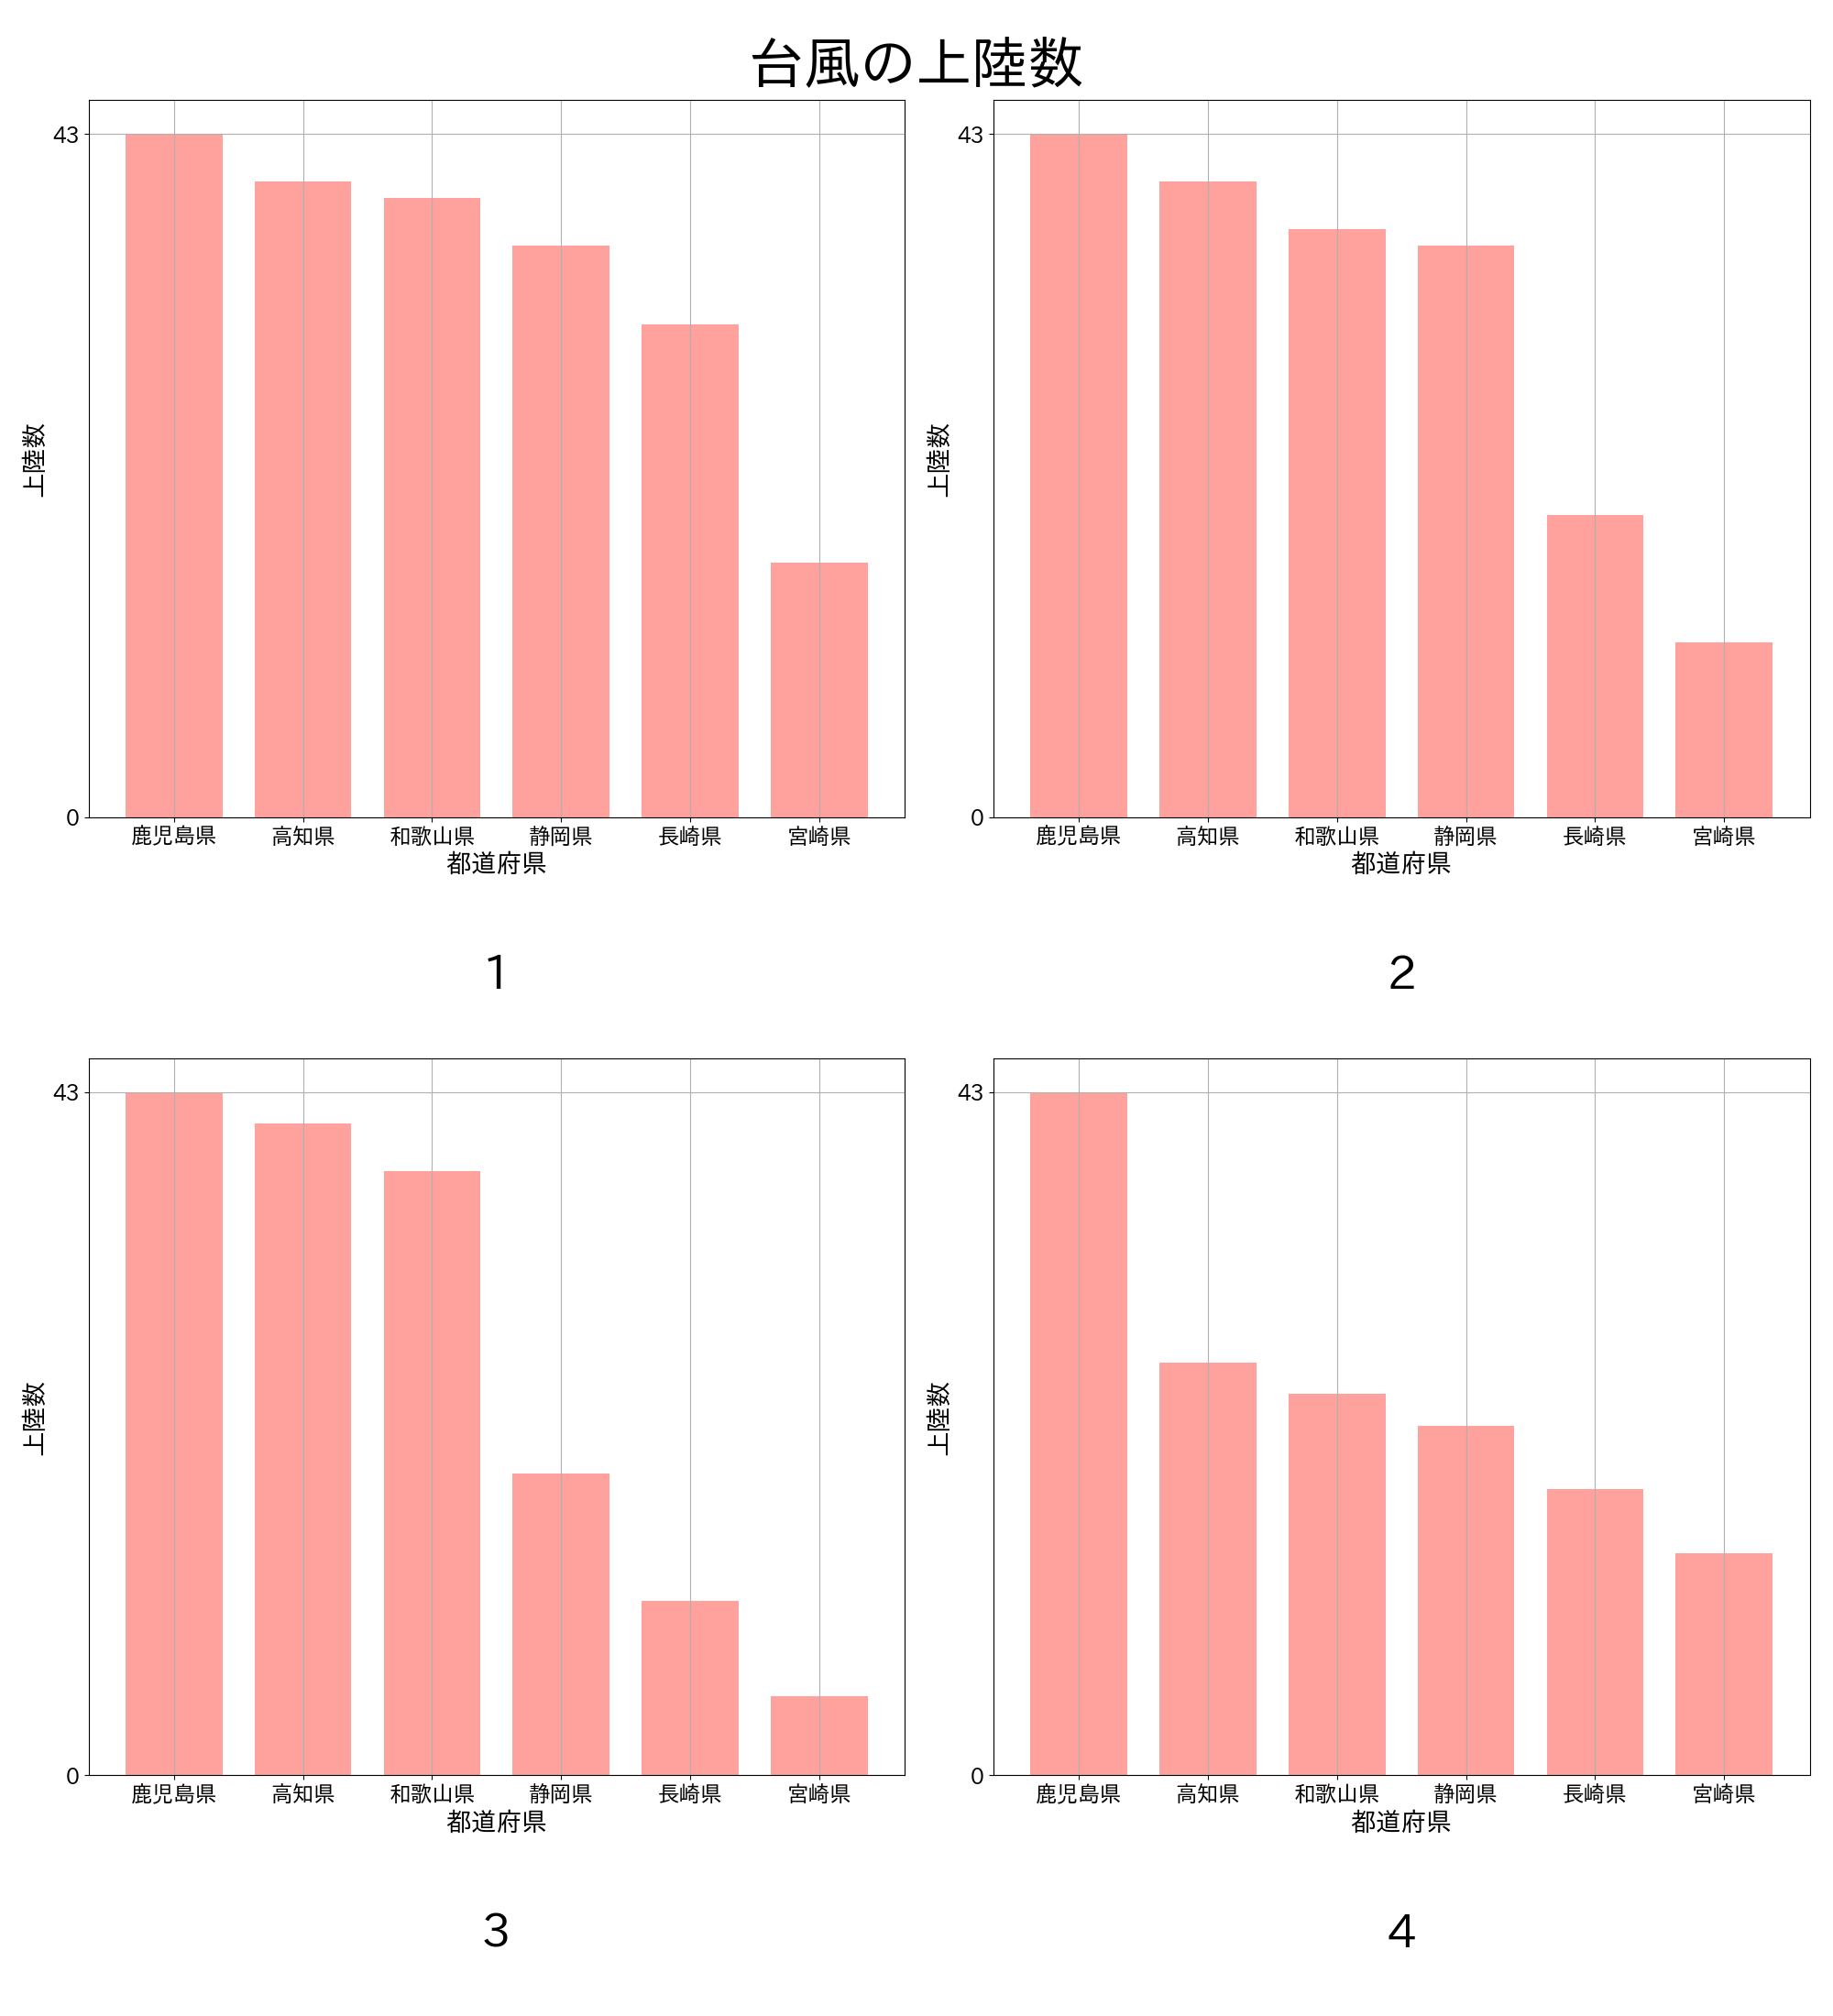 台風の上陸数
43
0
上陸数
鹿児島県 高知県 和歌山県 静岡県 長崎県 宮崎県
都道府県
1
43
0
上陸数
鹿児島県 高知県 和歌山県 静岡県 長崎県 宮崎県
都道府県
2
43
0
上陸数
鹿児島県 高知県 和歌山県 静岡県 長崎県 宮崎県
都道府県
3
43
0
上陸数
鹿児島県 高知県 和歌山県 静岡県 長崎県 宮崎県
都道府県
4